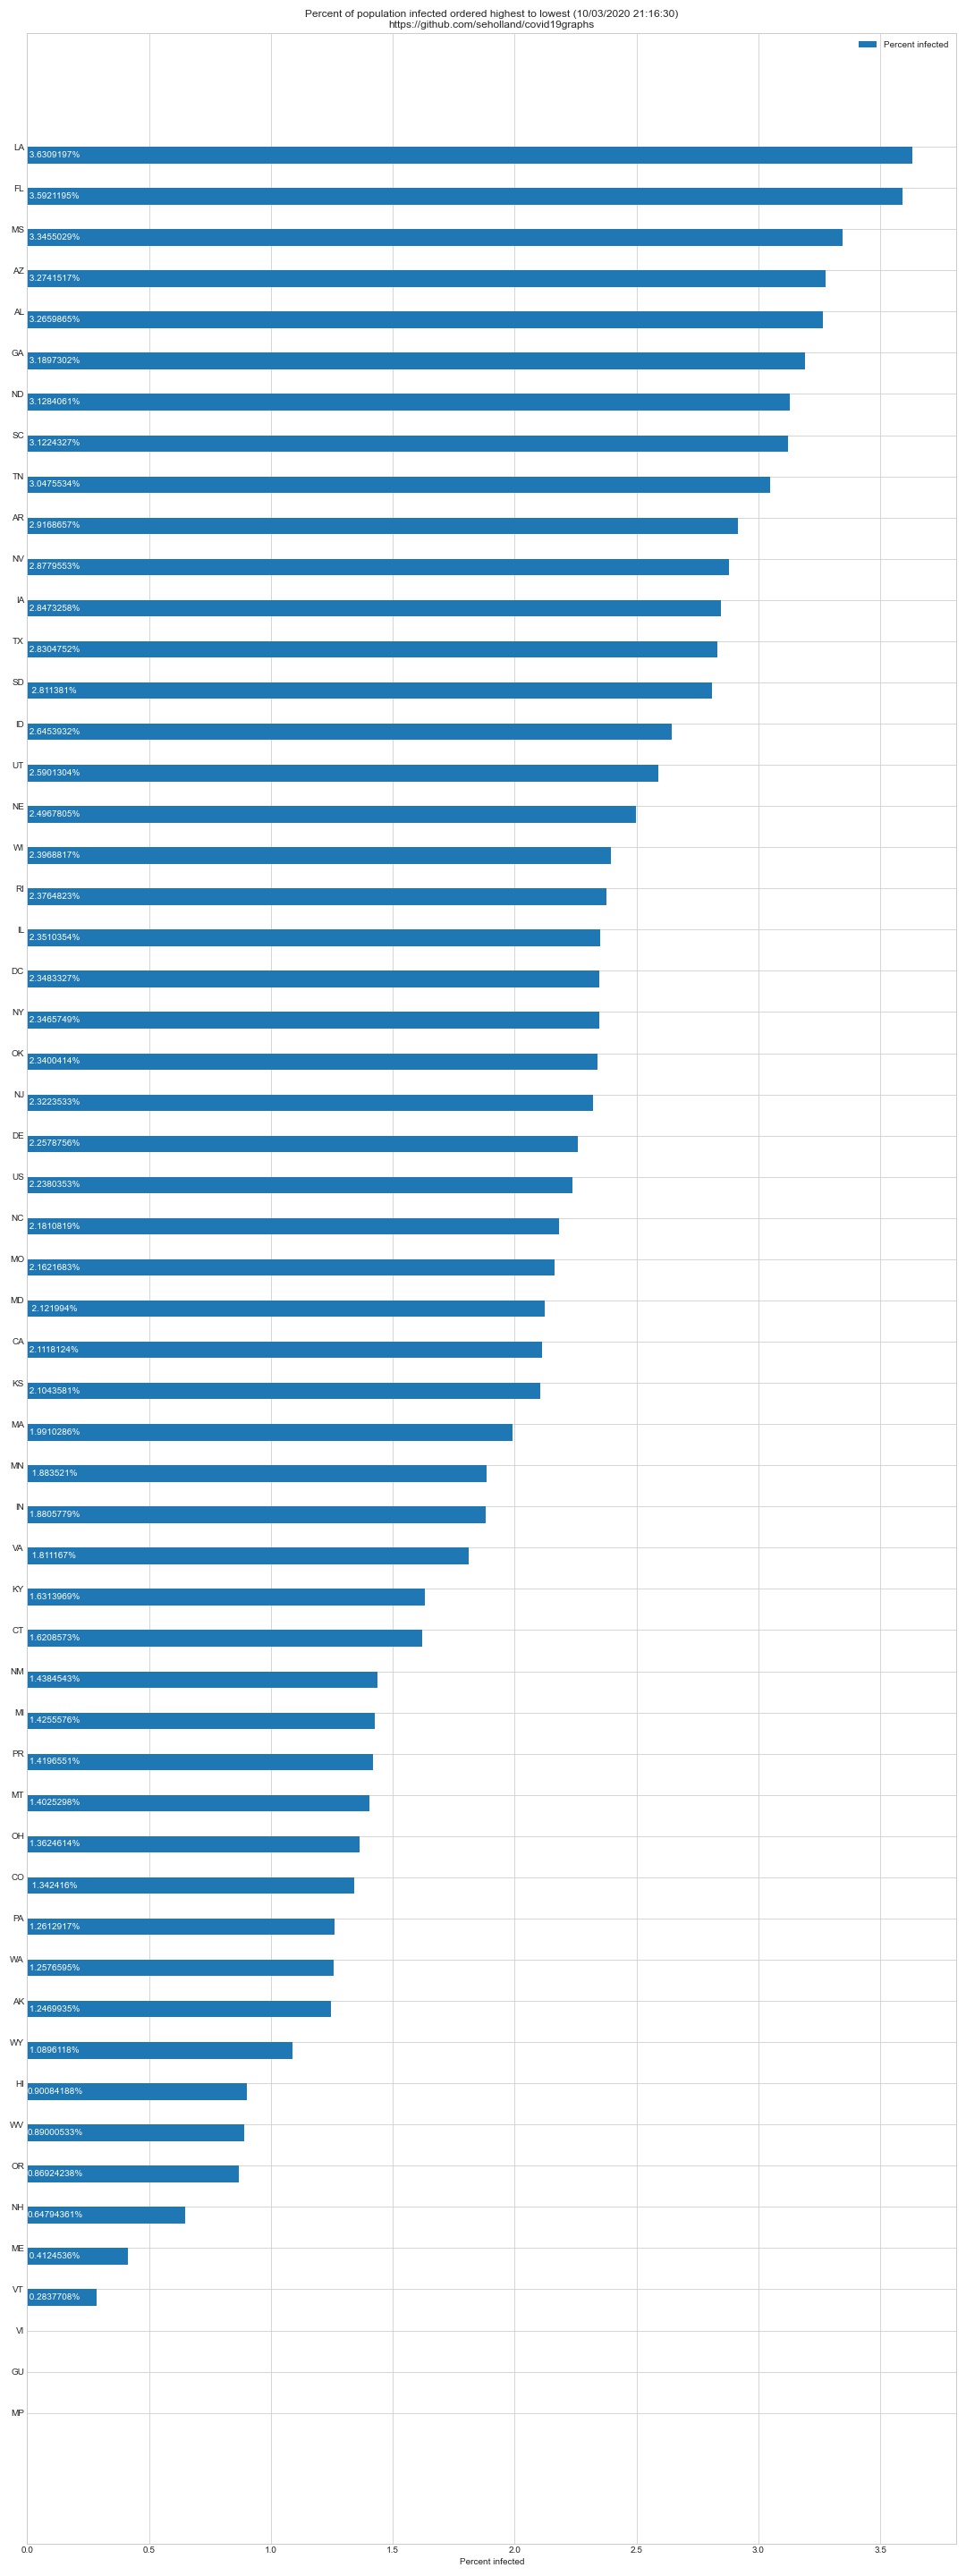 Percent of population infected ordered highest to lowest (10/03/2020 21:16:30)
https://github.com/seholland/covid19graphs
Percent infected
LA 3.6309197%
FL 3.5921195%
MS 3.3455029%
AZ 3.2741517%
AL 3.2659865%
GA 3.1897302%
ND 3.1284061%
SC 3.1224327%
TN 3.0475534%
AR 2.9168657%
NV 2.8779553%
IA 2.8473258%
TX 2.8304752%
SD 2.811381%
ID 2.6453932%
UT 2.5901304%
NE 2.4967805%
WI 2.3968817%
RI 2.3764823%
IL 2.3510354%
DC 2.3483327%
NY 2.3465749%
OK 2.3400414%
NJ 2.3223533%
DE 2.2578756%
US 2.2380353%
NC 2.1810819%
MO 2.1621683%
MD 2.121994%
CA 2.1118124%
KS 2.1043581%
MA 1.9910286%
MN 1.883521%
IN 1.8805779%
VA 1.811167%
KY 1.6313969%
CT 1.6208573%
NM 1.4384543%
MI 1.4255576%
PR 1.4196551%
MT 1.4025298%
OH 1.3624614%
CO 1.342416%
PA 1.2612917%
WA 1.2576595%
AK 1.2469935%
WY 1.0896118%
HI 0.90084188%
WV 0.89000533%
OR 0.86924238%
NH 0.64794361%
ME 0.4124536%
VT 0.2837708%
VI
GU
MP
0.0 0.5 1.0 1.5 2.0 2.5 3.0 3.5
Percent infected